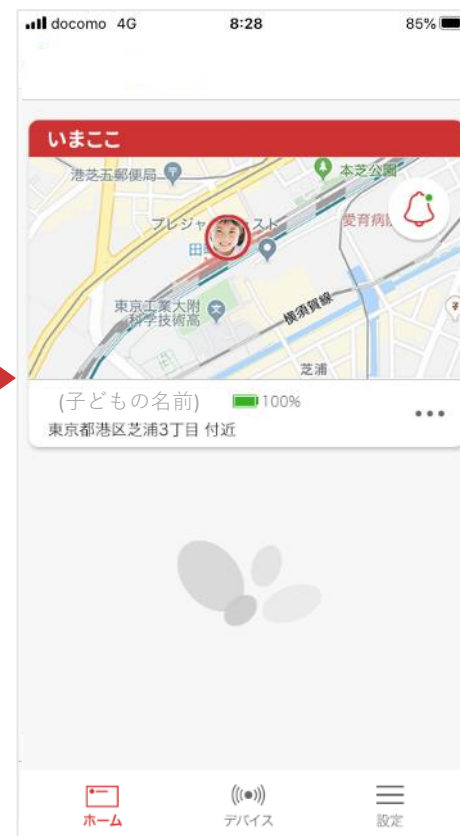 docomo 4G 8:28 85%
いまここ
港芝五郵便局
本芝公園
プレジャ
スト
愛育病
田
東京工業大附
科学技術高
横須賀線
芝浦
(子どもの名前) 100%
東京都港区芝浦3丁目 付近
ホーム デバイス 設定